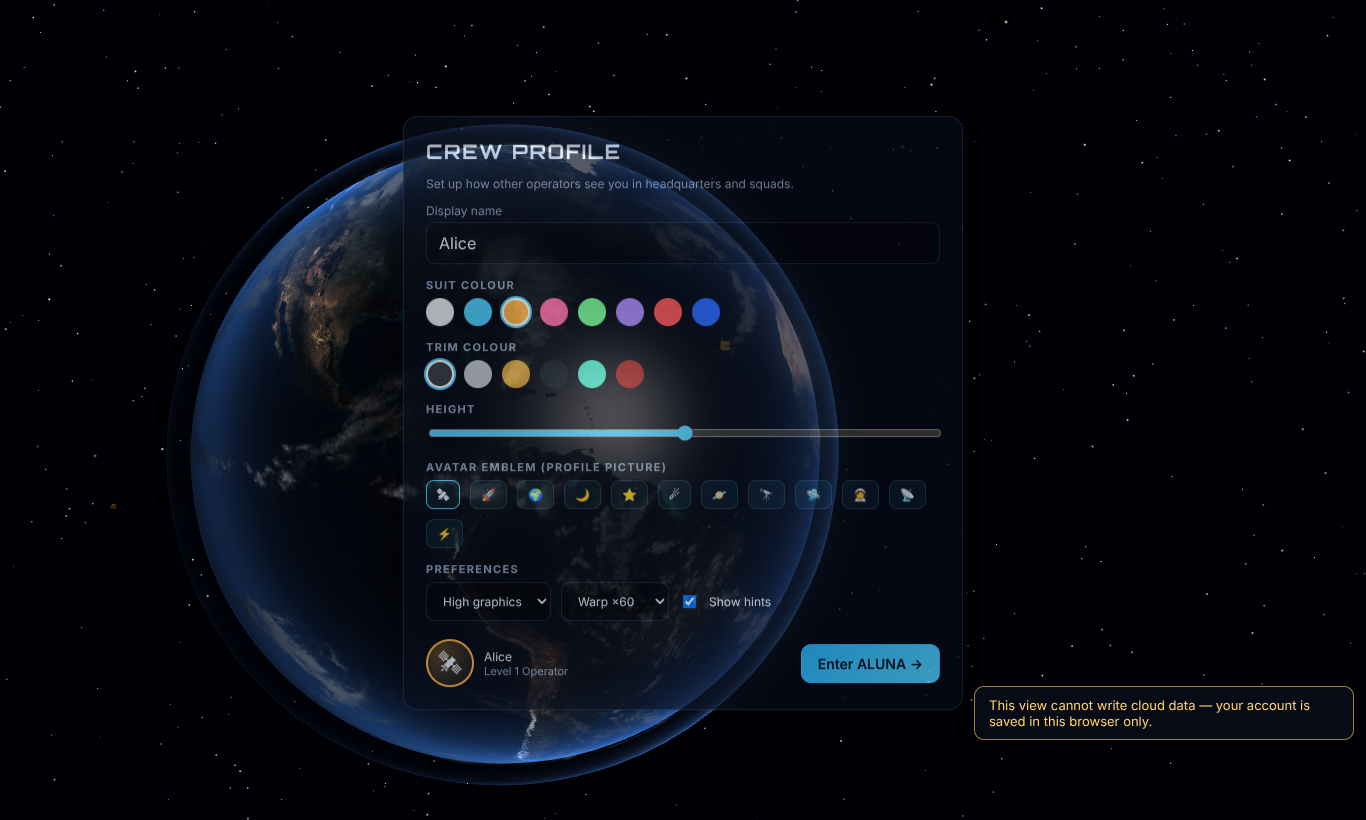 CREW PROFILE
Set up how other operators see you in headquarters and squads.
Display name
Alice
SUIT COLOUR
TRIM COLOUR
HEIGHT
AVATAR EMBLEM (PROFILE PICTURE)
PREFERENCES
High graphics Warp ×60 Show hints
Alice
Level 1 Operator
Enter ALUNA →
This view cannot write cloud data — your account is
saved in this browser only.